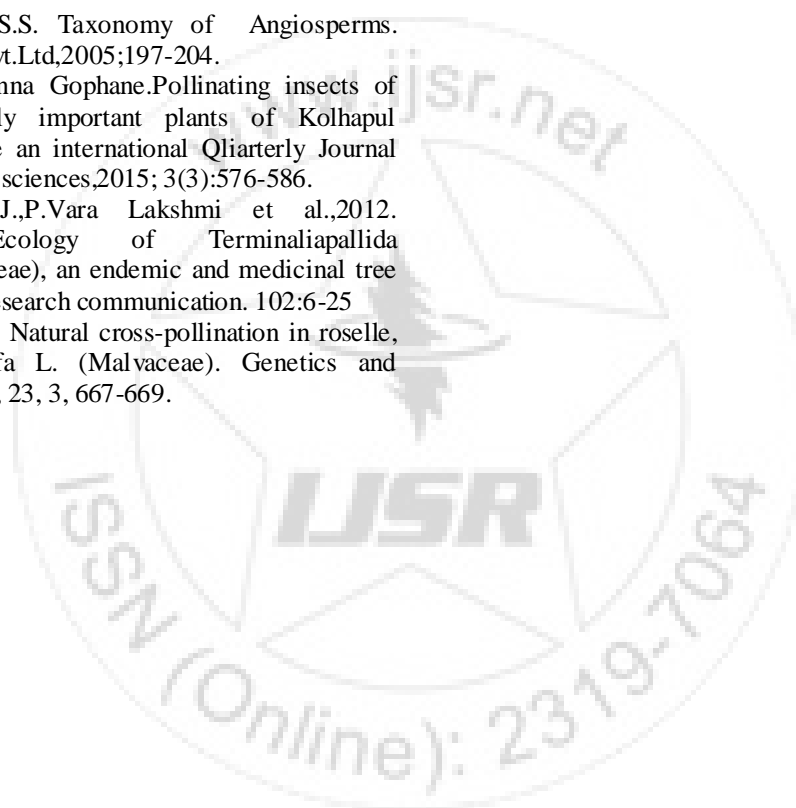 S.S. Taxonomy of Angiosperms.
vt.Ltd,2005;197-204.
nna Gophane.Pollinating insects of
ly important plants of Kolhapul
e an international Qliarterly Journal
sciences,2015; 3(3):576-586.
J.,P.Vara Lakshmi et al.,2012.
Ecology of Terminaliapallida
eae), an endemic and medicinal tree
search communication. 102:6-25
Natural cross-pollination in roselle,
fa L. (Malvaceae). Genetics and
, 23, 3, 667-669.
www.ijsr.net
IJSR
ISSN (Online): 2319-7064